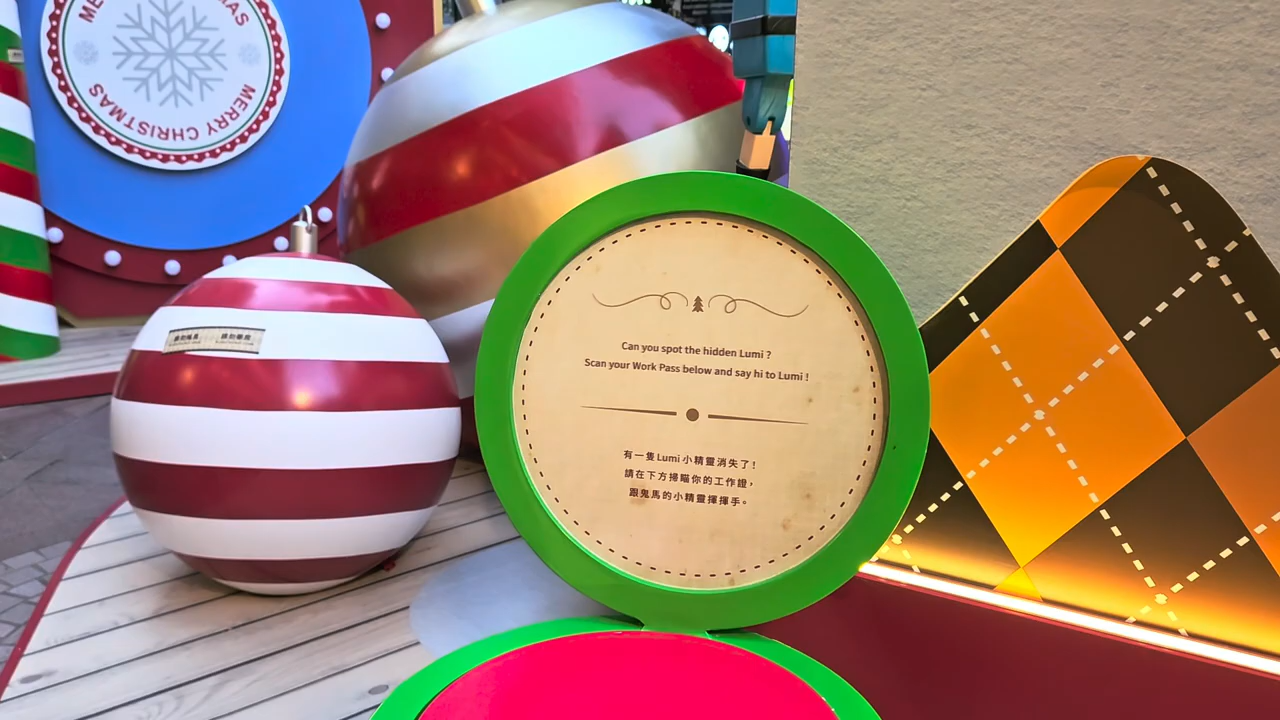 MERRY CHRISTMAS
MERRY CHRISTMAS
Can you spot the hidden Lumi ?
Scan your Work Pass below and say hi to Lumi !
有一隻Lumi小精靈消失了！
請在下方掃瞄你的工作證，
跟鬼馬的小精靈揮揮手。